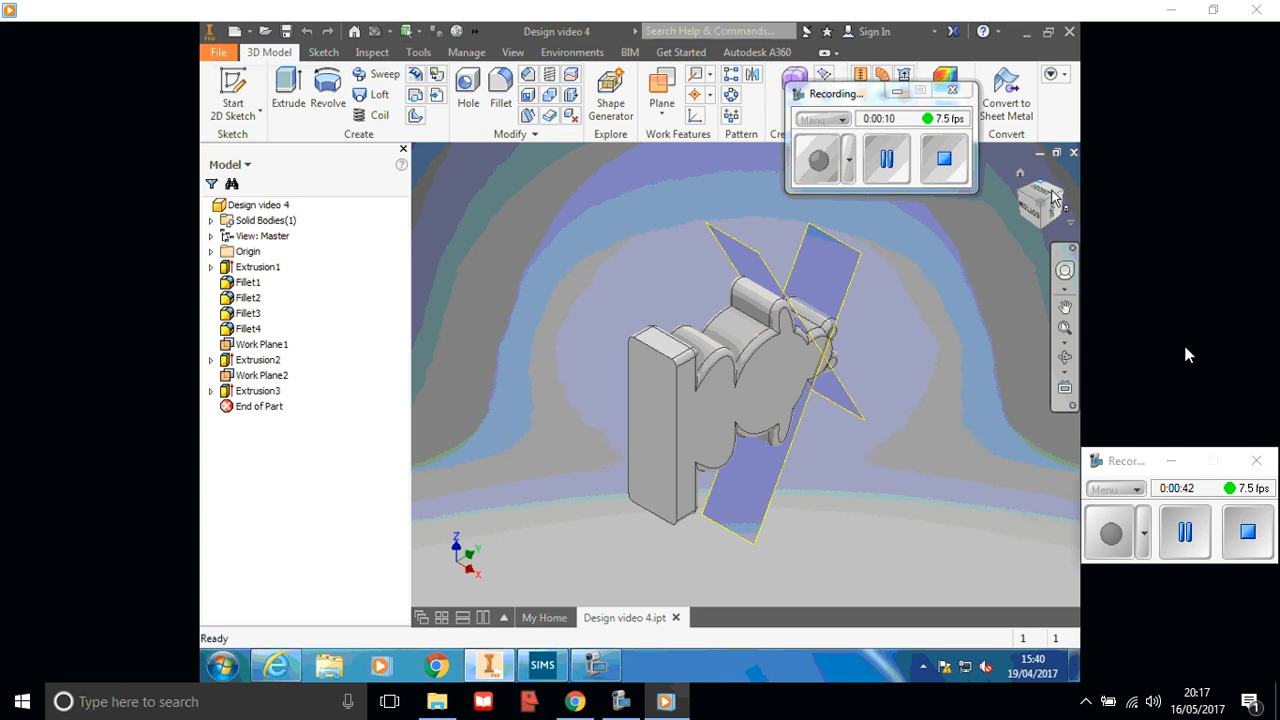 Design video 4
Search Help & Commands...
Sign In
File
3D Model
Sketch
Inspect
Tools
Manage
View
Environments
BIM
Get Started
Autodesk A360
Start
2D Sketch
Extrude
Revolve
Sweep
Loft
Coil
Hole
Fillet
Shape
Generator
Plane
Convert to
Sheet Metal
Sketch
Create
Modify
Explore
Work Features
Pattern
Convert
Recording...
Menu
0:00:10
7.5 fps
Model
Design video 4
Solid Bodies(1)
View: Master
Origin
Extrusion1
Fillet1
Fillet2
Fillet3
Fillet4
Work Plane1
Extrusion2
Work Plane2
Extrusion3
End of Part
FRONT
BOTTOM
Z
Y
X
Recor...
Menu
0:00:42
7.5 fps
My Home
Design video 4.ipt
Ready
1
1
SIMS
15:40
19/04/2017
Type here to search
20:17
16/05/2017
1